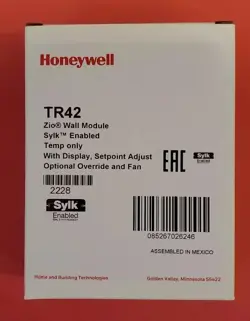 Honeywell
TR42
Zio® Wall Module
Sylk™ Enabled
Temp only
With Display, Setpoint Adjust
Optional Override and Fan
EAC
Sylk
2228
Sylk
Enabled
085267026246
ASSEMBLED IN MEXICO
Home and Building Technologies
Golden Valley, Minnesota 55422